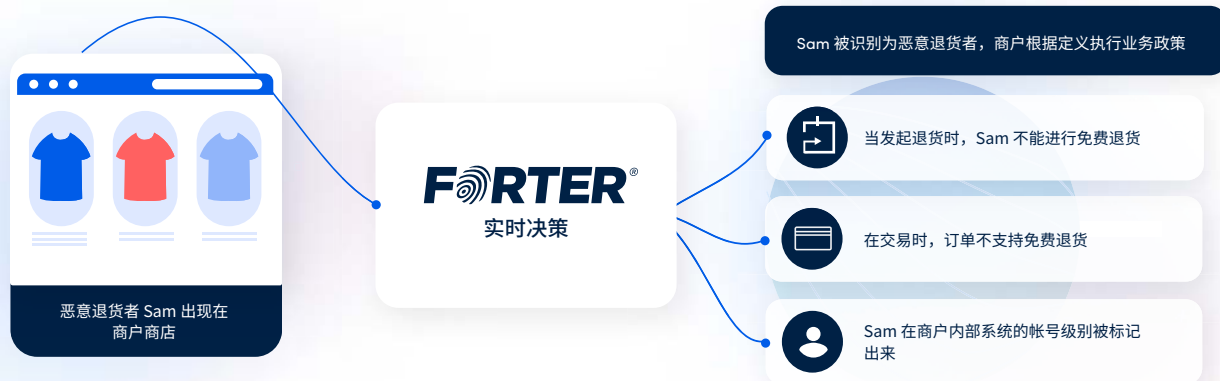 恶意退货者 Sam 出现在
商户商店
FORTER®
实时决策
Sam 被识别为恶意退货者，商户根据定义执行业务政策
当发起退货时，Sam 不能进行免费退货
在交易时，订单不支持免费退货
Sam 在商户内部系统的帐号级别被标记
出来